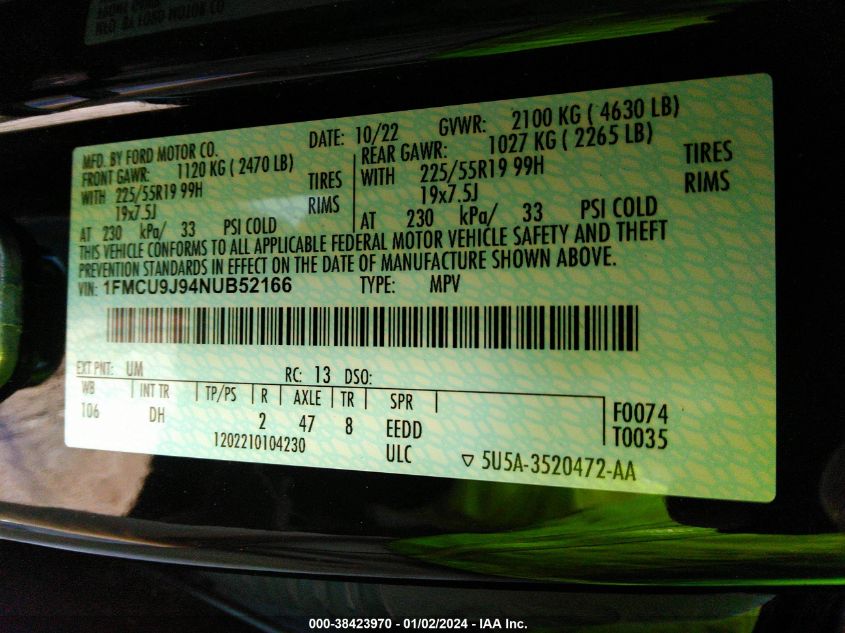 MFD. BY FORD MOTOR CO.
DATE: 10/22 GVWR: 2100 KG ( 4630 LB)
FRONT GAWR: 1120 KG ( 2470 LB)
WITH 225/55R19 99H TIRES
19x7.5J RIMS
AT 230 kPa/ 33 PSI COLD
REAR GAWR: 1027 KG ( 2265 LB)
WITH 225/55R19 99H TIRES
19x7.5J RIMS
AT 230 kPa/ 33 PSI COLD
THIS VEHICLE CONFORMS TO ALL APPLICABLE FEDERAL MOTOR VEHICLE SAFETY AND THEFT
PREVENTION STANDARDS IN EFFECT ON THE DATE OF MANUFACTURE SHOWN ABOVE.
VIN: 1FMCU9J94NUB52166 TYPE: MPV
EXT PNT: UM RC: 13 DSO:
WB INT TR TP/PS R AXLE TR SPR
106 DH 2 47 8 EEDD
F0074
T0035
1202210104230 ULC
▽ 5U5A-3520472-AA
000-38423970 - 01/02/2024 - IAA Inc.